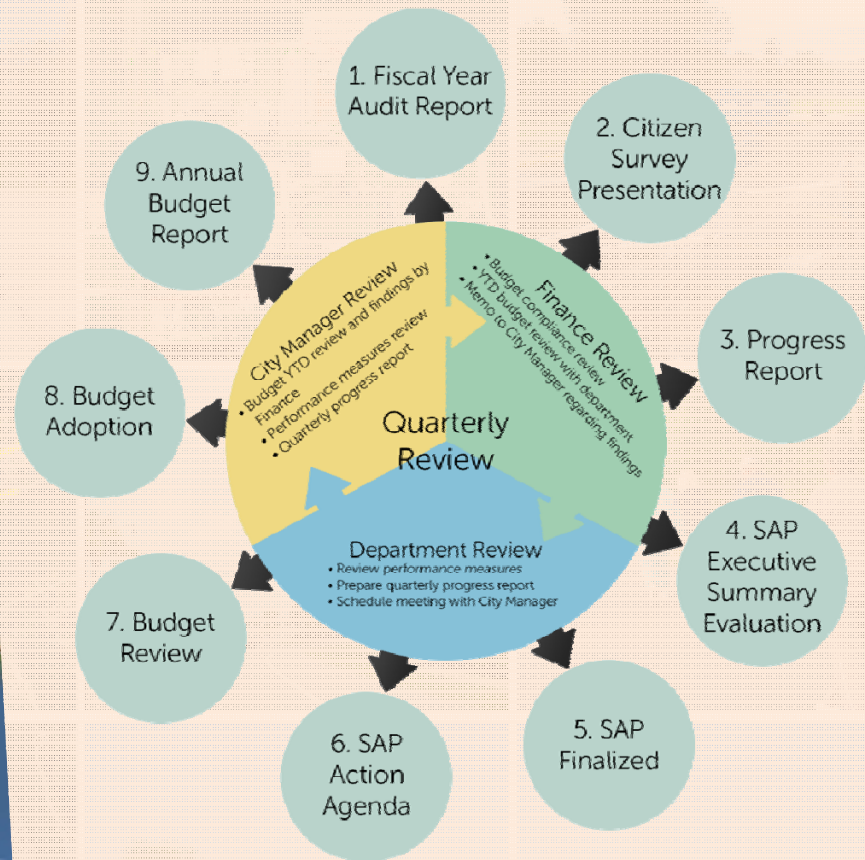 1. Fiscal Year
Audit Report
2. Citizen
Survey
Presentation
3. Progress
Report
4. SAP
Executive
Summary
Evaluation
5. SAP
Finalized
6. SAP
Action
Agenda
7. Budget
Review
8. Budget
Adoption
9. Annual
Budget
Report
Quarterly
Review
City Manager Review
• Budget YTD review and findings by
Finance
• Performance measures review
• Quarterly progress report
Finance Review
• Budget compliance review
• YTD budget review with department
• Memo to City Manager regarding findings
Department Review
• Review performance measures
• Prepare quarterly progress report
• Schedule meeting with City Manager